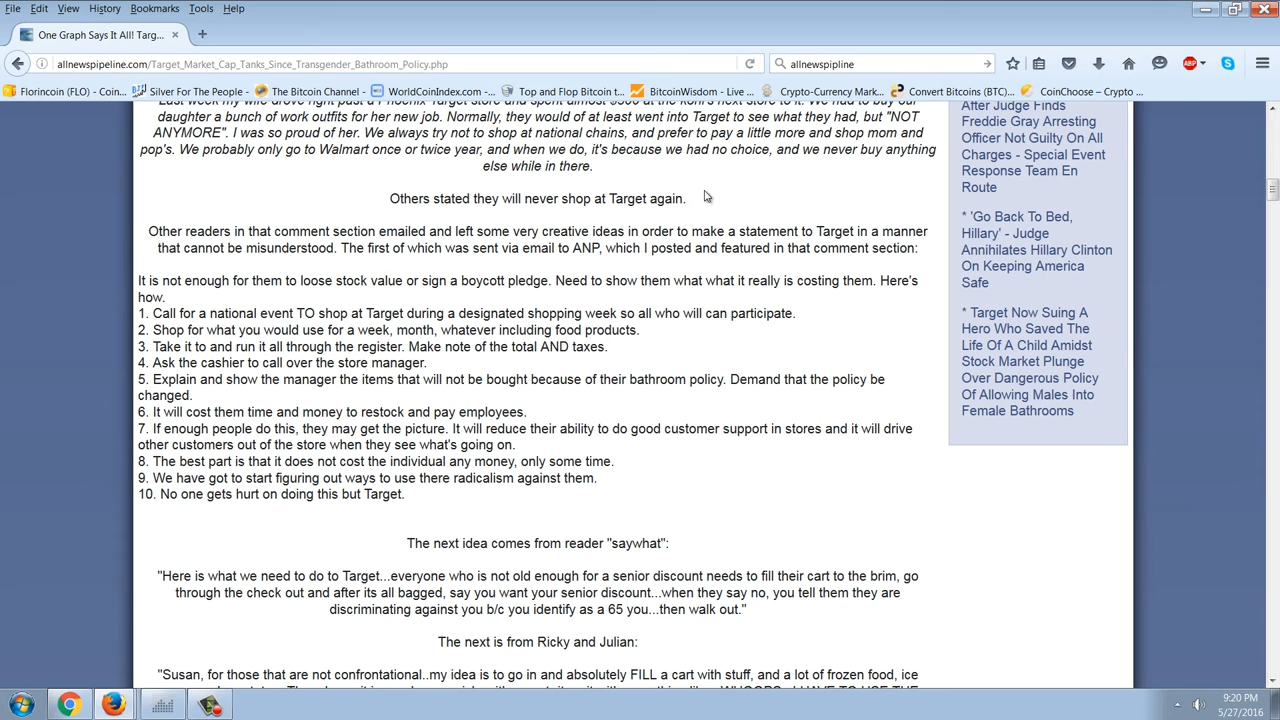 File Edit View History Bookmarks Tools Help
One Graph Says It All! Targ...
allnewspipeline.com/Target_Market_Cap_Tanks_Since_Transgender_Bathroom_Policy.php
allnewspipline
ABP
Florincoin (FLO) - Coin...
Silver For The People - ...
The Bitcoin Channel - ...
WorldCoinIndex.com - ...
Top and Flop Bitcoin t...
BitcoinWisdom - Live ...
Crypto-Currency Mark...
Convert Bitcoins (BTC)...
CoinChoose – Crypto ...
daughter a bunch of work outfits for her new job. Normally, they would of at least went into Target to see what they had, but "NOT
ANYMORE". I was so proud of her. We always try not to shop at national chains, and prefer to pay a little more and shop mom and
pop's. We probably only go to Walmart once or twice year, and when we do, it's because we had no choice, and we never buy anything
else while in there.
Others stated they will never shop at Target again.
Other readers in that comment section emailed and left some very creative ideas in order to make a statement to Target in a manner
that cannot be misunderstood. The first of which was sent via email to ANP, which I posted and featured in that comment section:
It is not enough for them to loose stock value or sign a boycott pledge. Need to show them what what it really is costing them. Here's
how.
1. Call for a national event TO shop at Target during a designated shopping week so all who will can participate.
2. Shop for what you would use for a week, month, whatever including food products.
3. Take it to and run it all through the register. Make note of the total AND taxes.
4. Ask the cashier to call over the store manager.
5. Explain and show the manager the items that will not be bought because of their bathroom policy. Demand that the policy be
changed.
6. It will cost them time and money to restock and pay employees.
7. If enough people do this, they may get the picture. It will reduce their ability to do good customer support in stores and it will drive
other customers out of the store when they see what's going on.
8. The best part is that it does not cost the individual any money, only some time.
9. We have got to start figuring out ways to use there radicalism against them.
10. No one gets hurt on doing this but Target.
The next idea comes from reader "saywhat":
"Here is what we need to do to Target...everyone who is not old enough for a senior discount needs to fill their cart to the brim, go
through the check out and after its all bagged, say you want your senior discount...when they say no, you tell them they are
discriminating against you b/c you identify as a 65 you...then walk out."
The next is from Ricky and Julian:
"Susan, for those that are not confrontational..my idea is to go in and absolutely FILL a cart with stuff, and a lot of frozen food, ice
After Judge Finds
Freddie Gray Arresting
Officer Not Guilty On All
Charges - Special Event
Response Team En
Route
* 'Go Back To Bed,
Hillary' - Judge
Annihilates Hillary Clinton
On Keeping America
Safe
* Target Now Suing A
Hero Who Saved The
Life Of A Child Amidst
Stock Market Plunge
Over Dangerous Policy
Of Allowing Males Into
Female Bathrooms
9:20 PM
5/27/2016